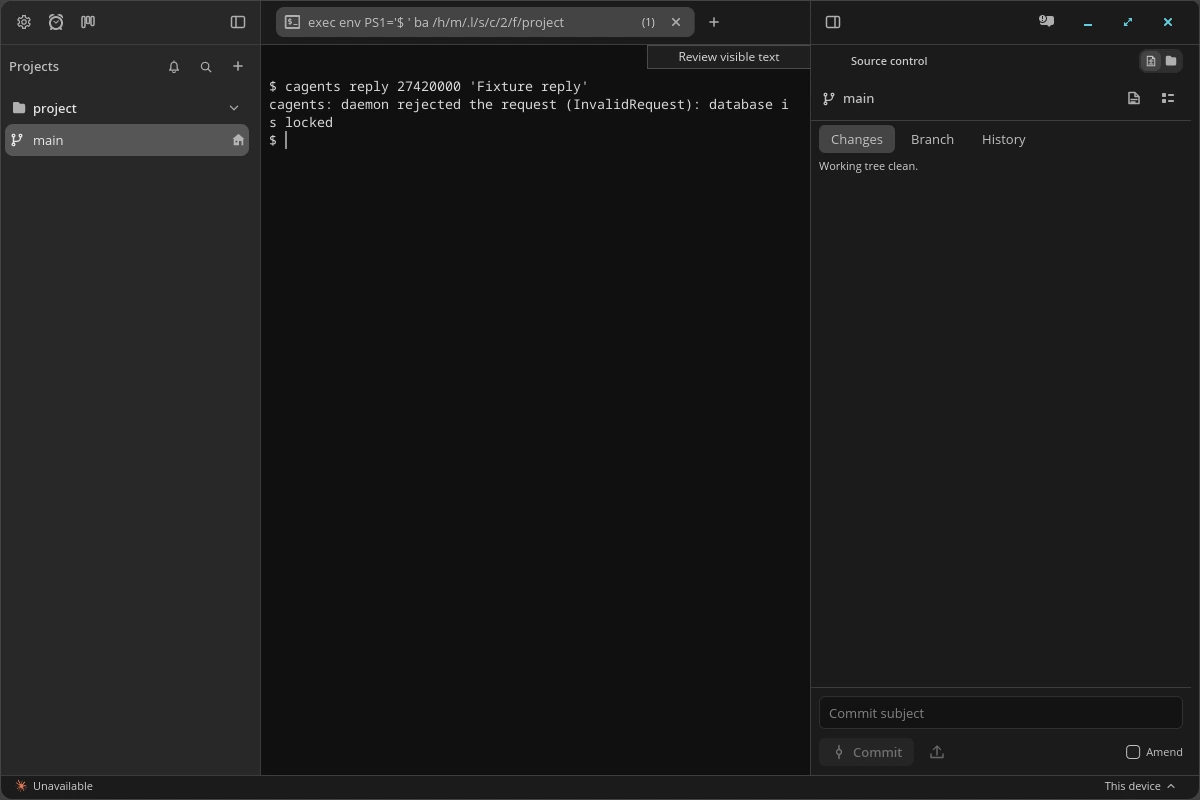 exec env PS1='$ ' ba /h/m/.l/s/c/2/f/project (1)
Projects
project
main
Review visible text
$ cagents reply 27420000 'Fixture reply'
cagents: daemon rejected the request (InvalidRequest): database i
s locked
$
Source control
main
Changes Branch History
Working tree clean.
Commit subject
Commit
Amend
Unavailable
This device